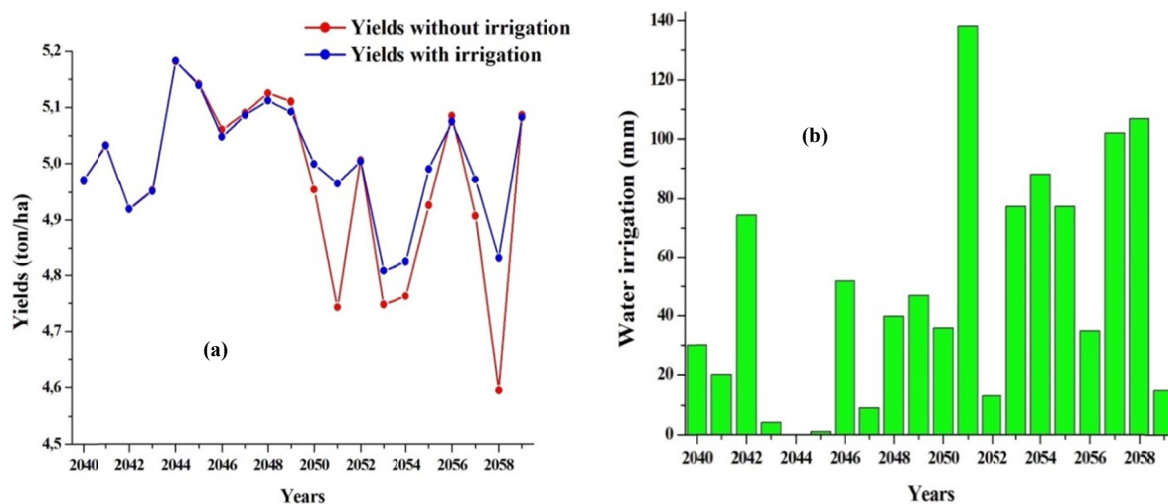 Yields without irrigation
Yields with irrigation
5,2
5,1
5,0
4,9
4,8
4,7
4,6
4,5
Yields (ton/ha)
(a)
2040 2042 2044 2046 2048 2050 2052 2054 2056 2058
Years
140
120
100
80
60
40
20
0
Water irrigation (mm)
(b)
2040 2042 2044 2046 2048 2050 2052 2054 2056 2058
Years